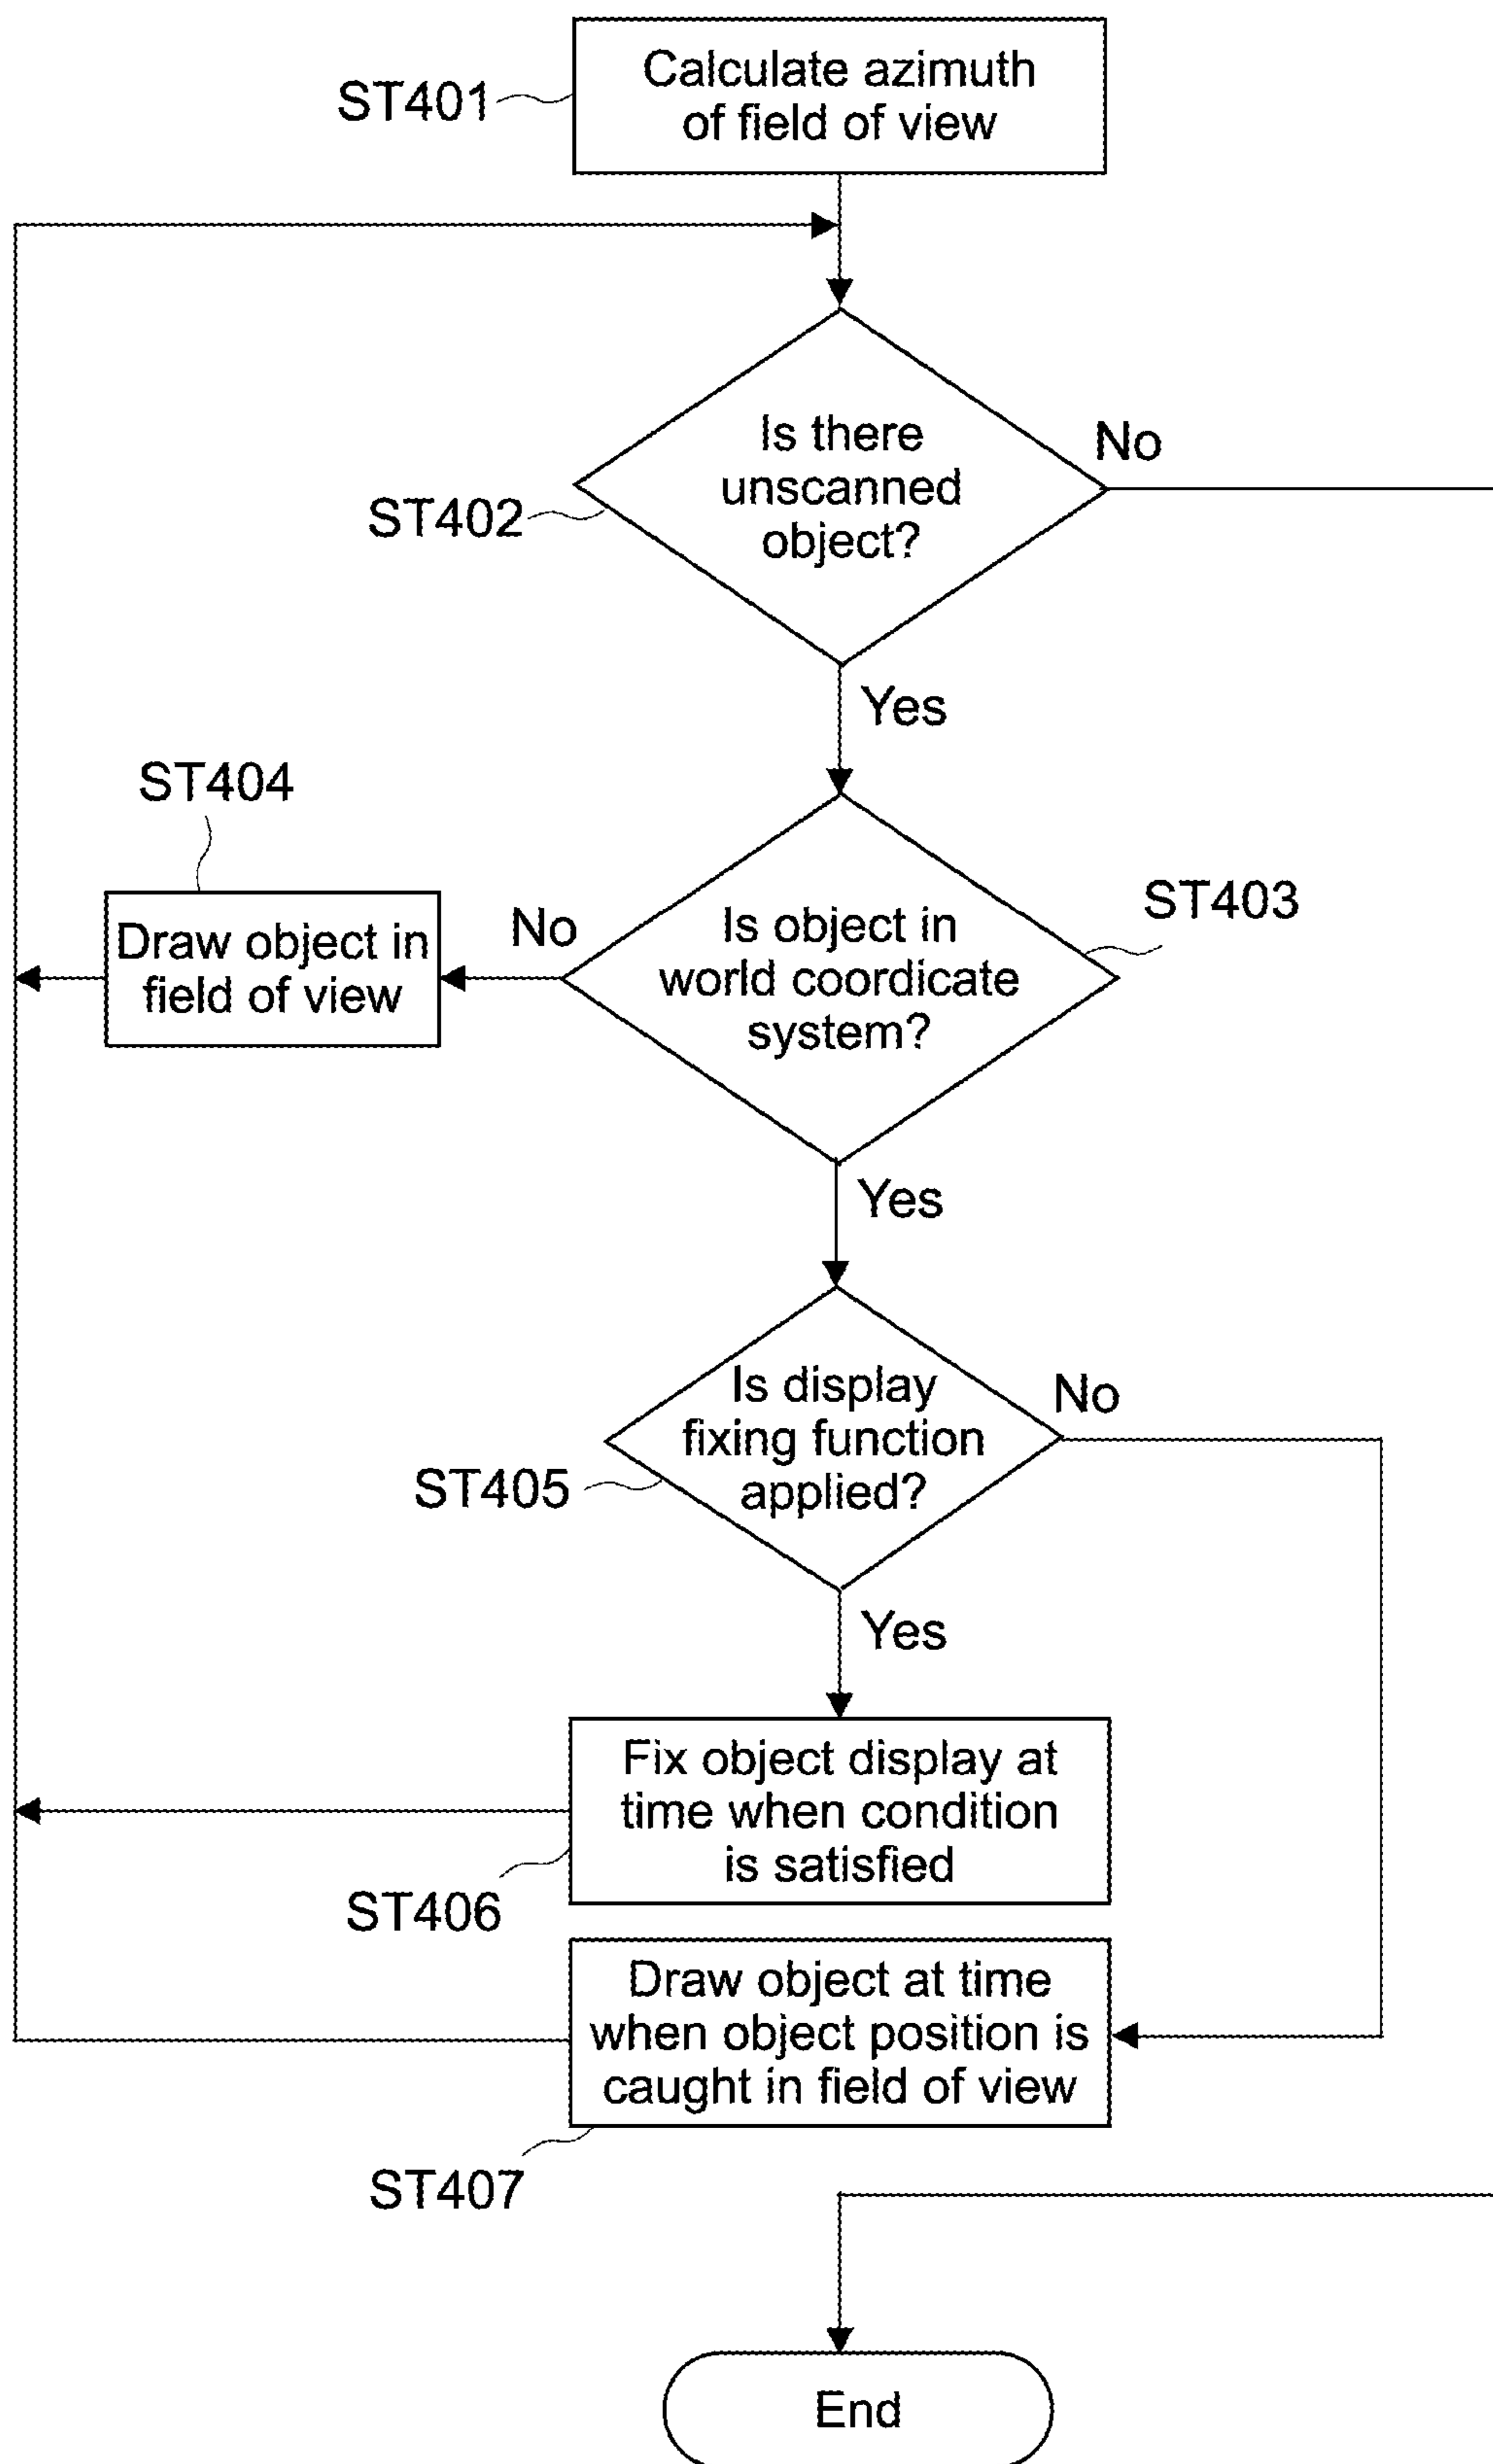 ST401
Calculate azimuth
of field of view
Is there
unscanned
object?
No
ST402
Yes
ST404
Draw object in
field of view
No
Is object in
world coordicate
system?
ST403
Yes
Is display
fixing function
applied?
No
ST405
Yes
Fix object display at
time when condition
is satisfied
ST406
Draw object at time
when object position is
caught in field of view
ST407
End